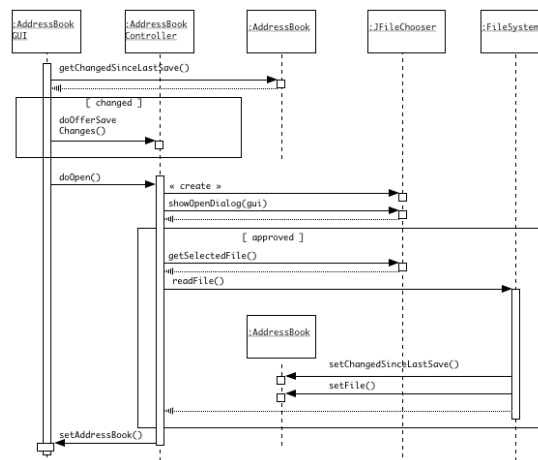 :AddressBook
GUI
:AddressBook
Controller
:AddressBook
:JFileChooser
:FileSystem
getChangedSinceLastSave()
[ changed ]
doOfferSave
Changes()
doOpen()
« create »
showOpenDialog(gui)
[ approved ]
getSelectedFile()
readFile()
:AddressBook
setChangedSinceLastSave()
setFile()
setAddressBook()